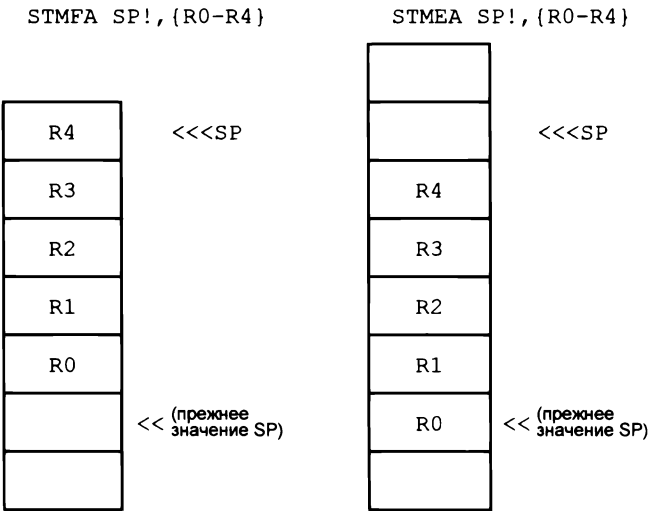 STMFA SP!,{R0-R4}
STMEA SP!,{R0-R4}
R4
<<<SP
R3
R2
R1
R0
<< (прежнее
значение SP)
<<<SP
R4
R3
R2
R1
R0
<< (прежнее
значение SP)